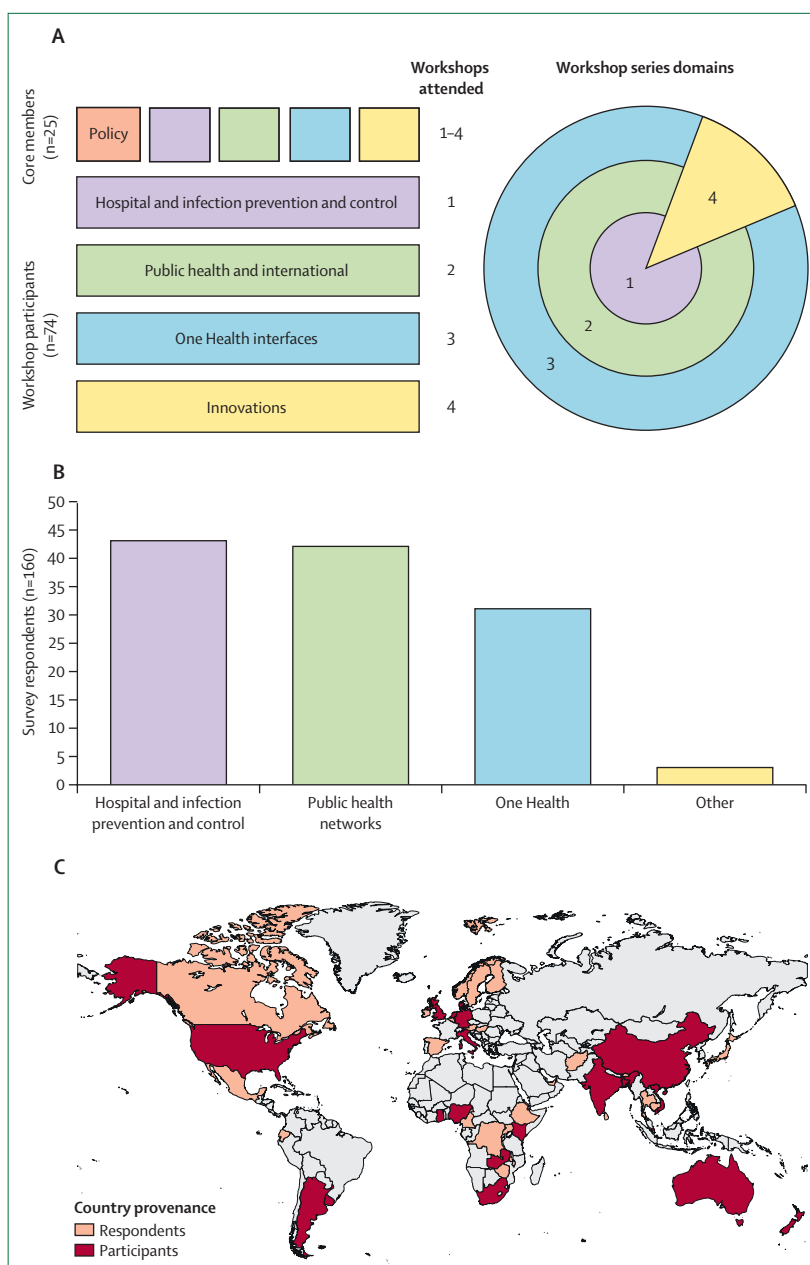 A
Workshops
attended
Workshop series domains
Core members
(n=25)
Policy
1–4
Hospital and infection prevention and control
1
Workshop participants
(n=74)
Public health and international
2
One Health interfaces
3
Innovations
4
4
1
2
3
B
Survey respondents (n=160)
50
45
40
35
30
25
20
15
10
5
0
Hospital and infection
prevention and control
Public health
networks
One Health
Other
C
Country provenance
Respondents
Participants